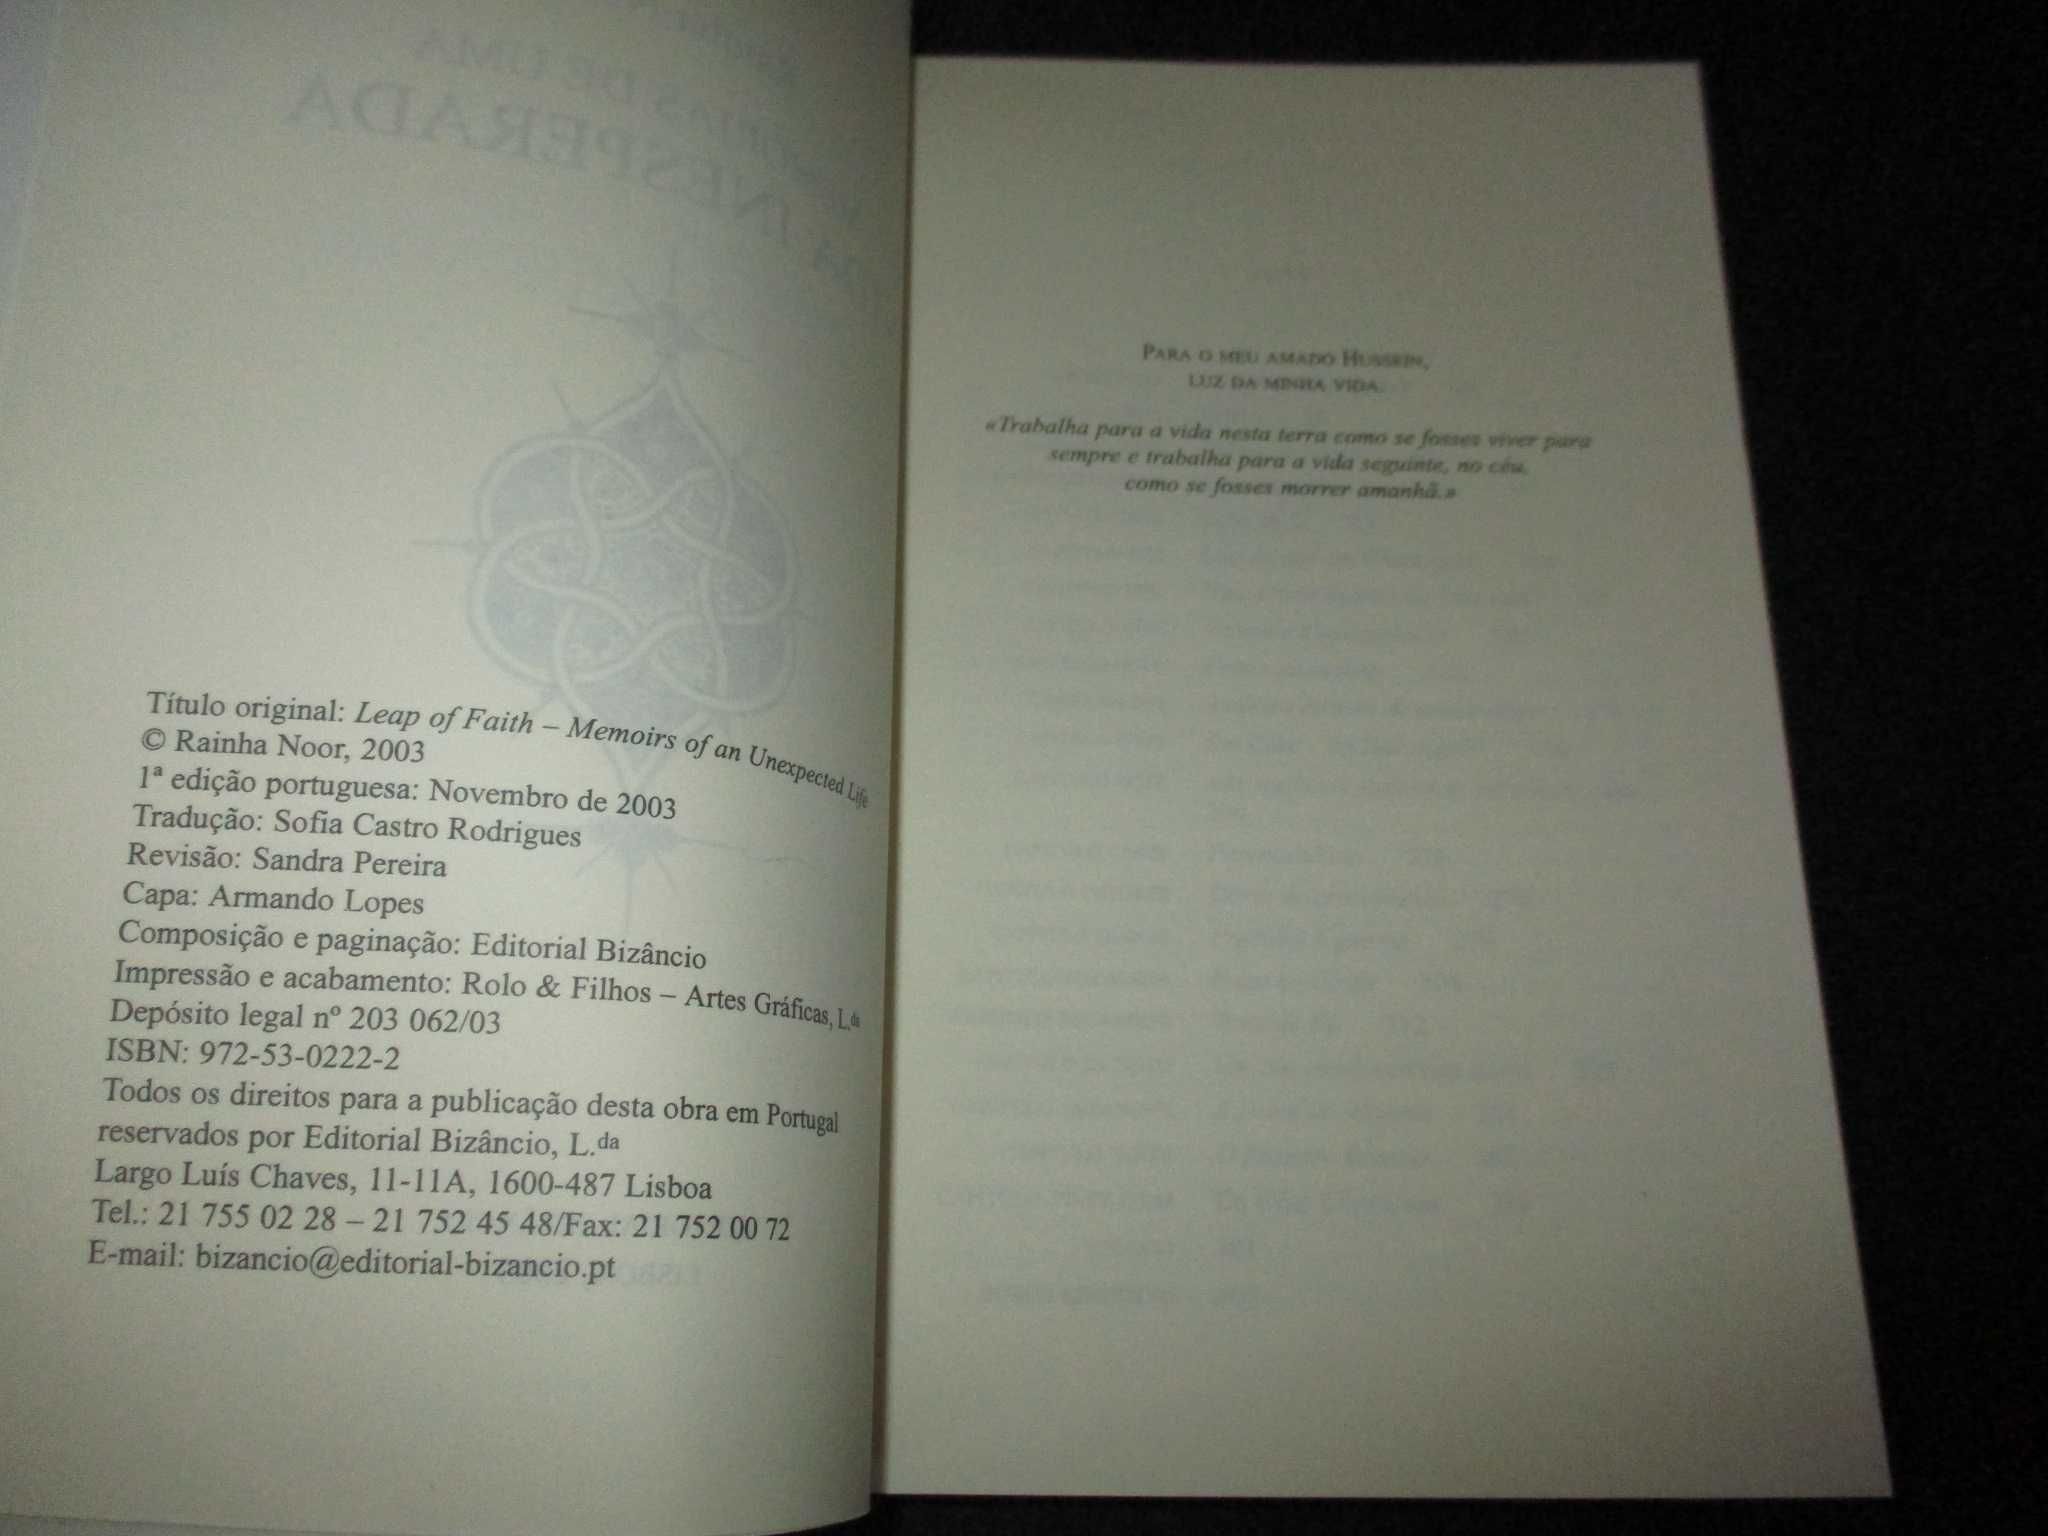 Título original: Leap of Faith – Memoirs of an Unexpected Life
© Rainha Noor, 2003
1ª edição portuguesa: Novembro de 2003
Tradução: Sofia Castro Rodrigues
Revisão: Sandra Pereira
Capa: Armando Lopes
Composição e paginação: Editorial Bizâncio
Impressão e acabamento: Rolo & Filhos – Artes Gráficas, L.da
Depósito legal nº 203 062/03
ISBN: 972-53-0222-2
Todos os direitos para a publicação desta obra em Portugal
reservados por Editorial Bizâncio, L.da
Largo Luís Chaves, 11-11A, 1600-487 Lisboa
Tel.: 21 755 02 28 – 21 752 45 48/Fax: 21 752 00 72
E-mail: bizancio@editorial-bizancio.pt
PARA O MEU AMADO HUSSEIN,
LUZ DA MINHA VIDA.
«Trabalha para a vida nesta terra como se fosses viver para
sempre e trabalha para a vida seguinte, no céu,
como se fosses morrer amanhã.»